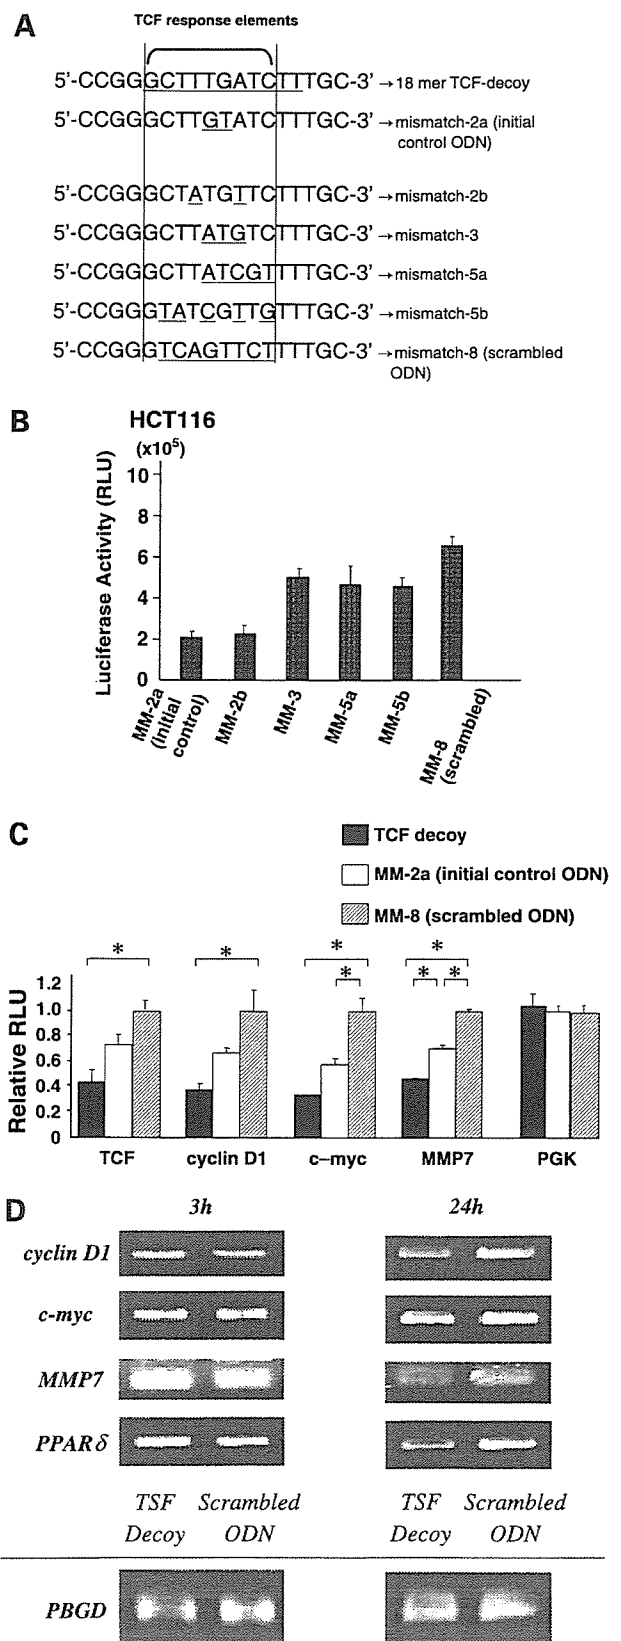 A
TCF response elements
5'-CCGGGCTTTGATCTTTGC-3' →18 mer TCF-decoy
5'-CCGGGCTTGTATCTTTGC-3' →mismatch-2a (initial
control ODN)
5'-CCGGGCTATGTTCTTTGC-3' →mismatch-2b
5'-CCGGGCTTATGTCTTTGC-3' →mismatch-3
5'-CCGGGCTTATCGTTTTGC-3' →mismatch-5a
5'-CCGGGTATCGTTGTTTGC-3' →mismatch-5b
5'-CCGGGTCAGTTCTTTTGC-3' →mismatch-8 (scrambled
ODN)
B
HCT116
(x10⁵)
Luciferase Activity (RLU)
10
8
6
4
2
0
MM-2a
(initial
control)
MM-2b
MM-3
MM-5a
MM-5b
MM-8
(scrambled)
C
TCF decoy
MM-2a (initial control ODN)
MM-8 (scrambled ODN)
* * * *
* * *
Relative RLU
1.2
1.0
0.8
0.6
0.4
0.2
0
TCF cyclin D1 c–myc MMP7 PGK
D
3h 24h
cyclin D1
c-myc
MMP7
PPARδ
TSF Scrambled TSF Scrambled
Decoy ODN Decoy ODN
PBGD